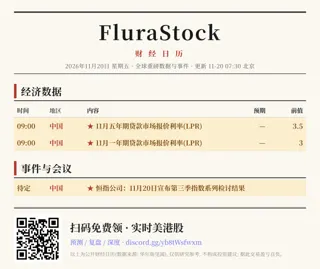 FluraStock
财经日历
2026年11月20日 星期五 · 全球重磅数据与事件 · 更新 11-20 07:30 北京
经济数据
时间 地区 内容 预期 前值
09:00 中国 ★ 11月五年期贷款市场报价利率(LPR) — 3.5
09:00 中国 ★ 11月一年期贷款市场报价利率(LPR) — 3
事件与会议
待定 中国 ★ 恒指公司：11月20日宣布第三季指数系列检讨结果
扫码免费领 · 实时美港股
预测 / 复盘 / 深度 ·